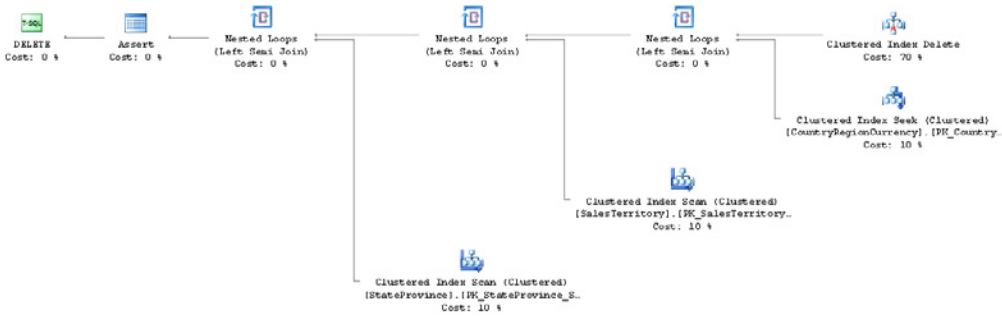 T-SQL
DELETE
Cost: 0 %
Assert
Cost: 0 %
Nested Loops
(Left Semi Join)
Cost: 0 %
Nested Loops
(Left Semi Join)
Cost: 0 %
Nested Loops
(Left Semi Join)
Cost: 0 %
Clustered Index Delete
Cost: 70 %
Clustered Index Seek (Clustered)
[CountryRegionCurrency].[PK_Country…
Cost: 10 %
Clustered Index Scan (Clustered)
[SalesTerritory].[PK_SalesTerritory…
Cost: 10 %
Clustered Index Scan (Clustered)
[StateProvince].[PK_StateProvince_S…
Cost: 10 %